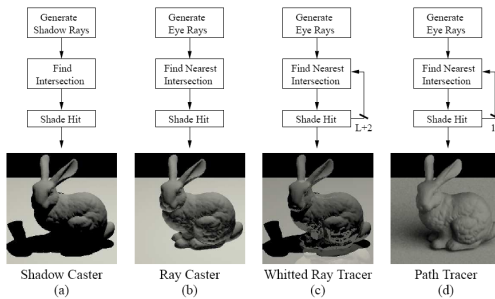 Generate
Shadow Rays
Find
Intersection
Shade Hit
Shadow Caster
(a)
Generate
Eye Rays
Find Nearest
Intersection
Shade Hit
Ray Caster
(b)
Generate
Eye Rays
Find Nearest
Intersection
Shade Hit
L+2
Whitted Ray Tracer
(c)
Generate
Eye Rays
Find Nearest
Intersection
Shade Hit
1
Path Tracer
(d)